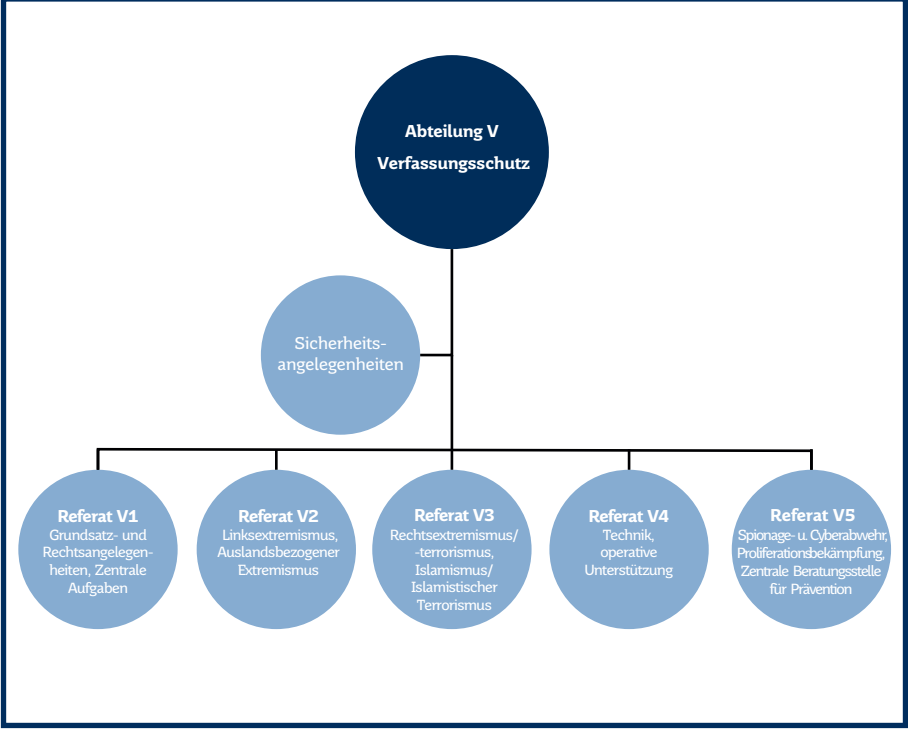 Abteilung V
Verfassungsschutz
Sicherheits-
angelegenheiten
Referat V1
Grundsatz- und
Rechtsangelegen-
heiten, Zentrale
Aufgaben
Referat V2
Linksextremismus,
Auslandsbezogener
Extremismus
Referat V3
Rechtsextremismus/
-terrorismus,
Islamismus/
Islamistischer
Terrorismus
Referat V4
Technik,
operative
Unterstützung
Referat V5
Spionage- u. Cyberabwehr,
Proliferationsbekämpfung,
Zentrale Beratungsstelle
für Prävention